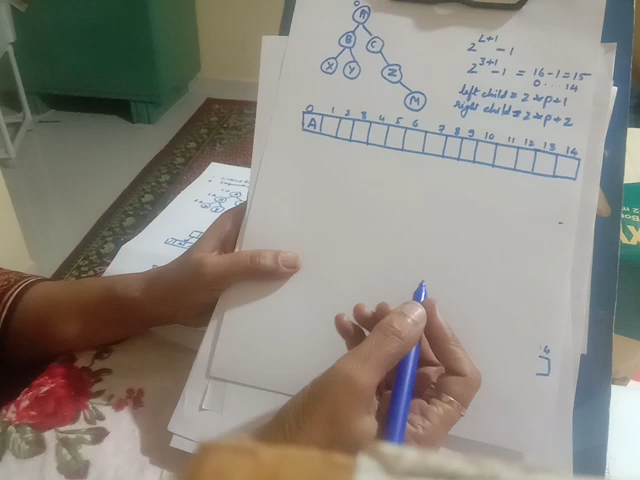 0
A
B C
X Y Z
M
2^L+1 - 1
2^3+1 - 1 = 16-1 = 15
0....14
left child = 2*p+1
right child = 2*p+2
0 1 2 3 4 5 6 7 8 9 10 11 12 13 14
A